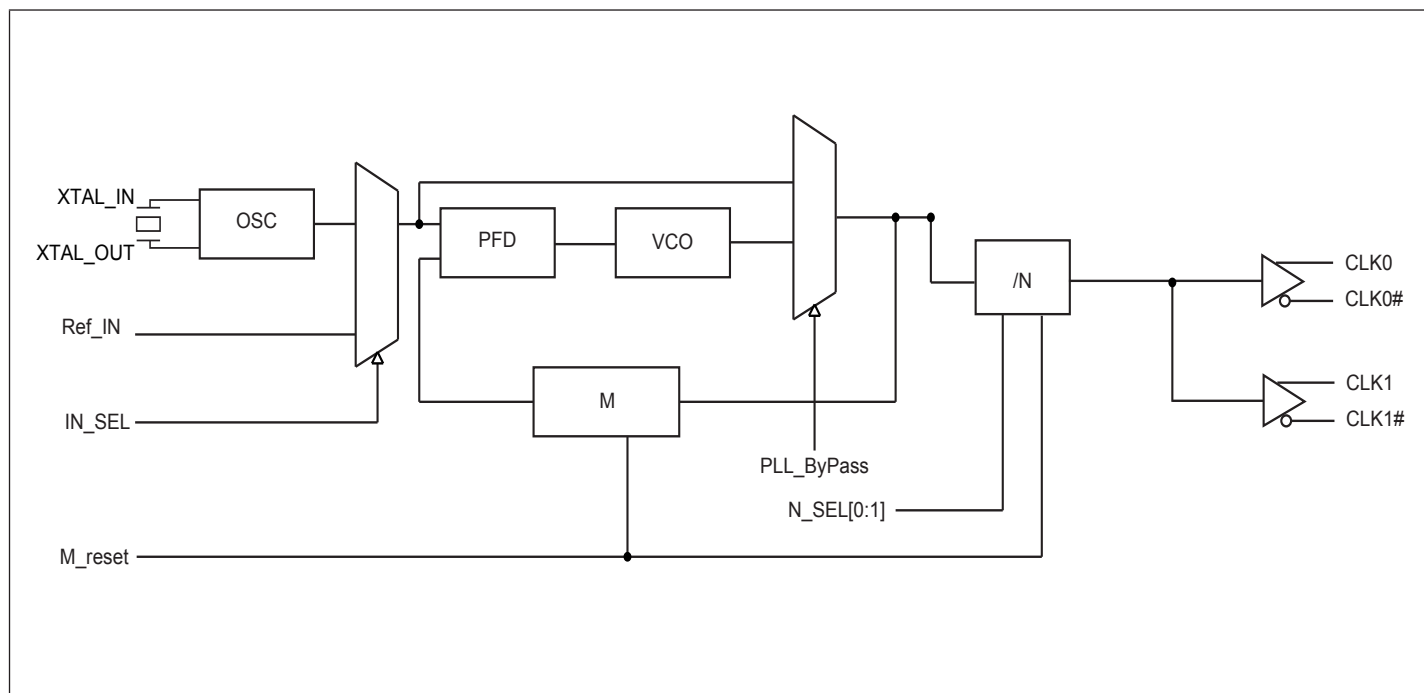 XTAL_IN
XTAL_OUT
OSC
PFD
VCO
/N
CLK0
CLK0#
Ref_IN
CLK1
CLK1#
IN_SEL
M
PLL_ByPass
N_SEL[0:1]
M_reset